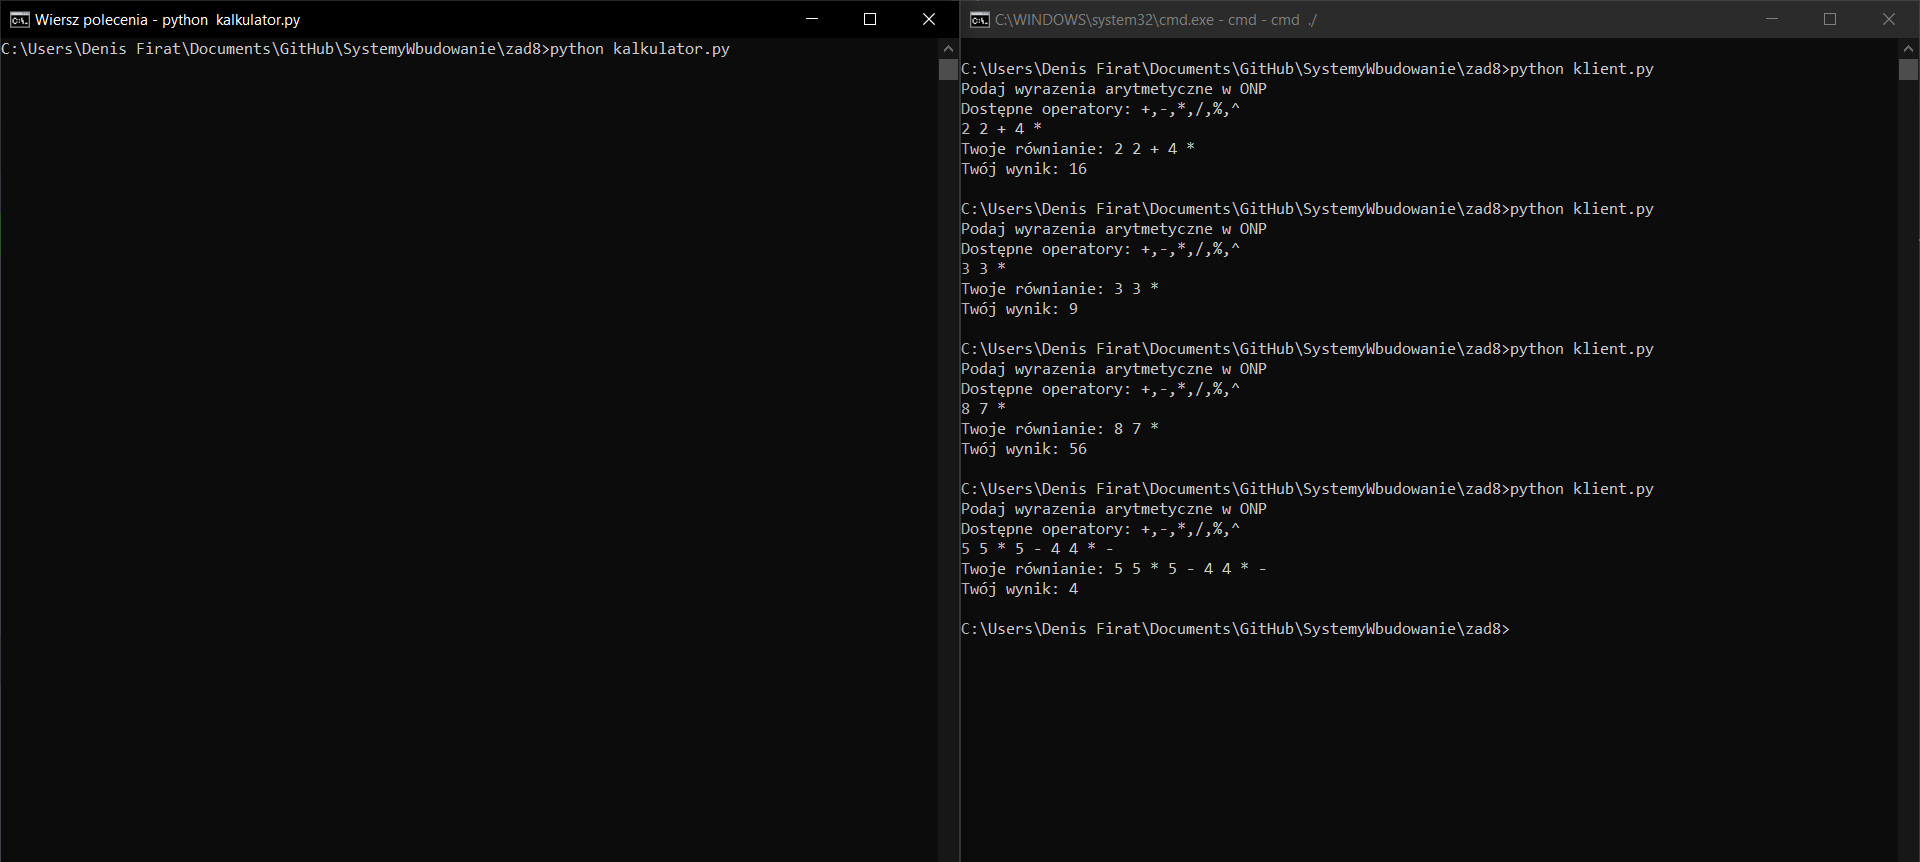 Wiersz polecenia - python  kalkulator.py
C:\Users\Denis Firat\Documents\GitHub\SystemyWbudowanie\zad8>python kalkulator.py
C:\WINDOWS\system32\cmd.exe - cmd - cmd  ./
C:\Users\Denis Firat\Documents\GitHub\SystemyWbudowanie\zad8>python klient.py
Podaj wyrazenia arytmetyczne w ONP
Dostępne operatory: +,-,*,/,%,^
2 2 + 4 *
Twoje równianie: 2 2 + 4 *
Twój wynik: 16
C:\Users\Denis Firat\Documents\GitHub\SystemyWbudowanie\zad8>python klient.py
Podaj wyrazenia arytmetyczne w ONP
Dostępne operatory: +,-,*,/,%,^
3 3 *
Twoje równianie: 3 3 *
Twój wynik: 9
C:\Users\Denis Firat\Documents\GitHub\SystemyWbudowanie\zad8>python klient.py
Podaj wyrazenia arytmetyczne w ONP
Dostępne operatory: +,-,*,/,%,^
8 7 *
Twoje równianie: 8 7 *
Twój wynik: 56
C:\Users\Denis Firat\Documents\GitHub\SystemyWbudowanie\zad8>python klient.py
Podaj wyrazenia arytmetyczne w ONP
Dostępne operatory: +,-,*,/,%,^
5 5 * 5 - 4 4 * -
Twoje równianie: 5 5 * 5 - 4 4 * -
Twój wynik: 4
C:\Users\Denis Firat\Documents\GitHub\SystemyWbudowanie\zad8>